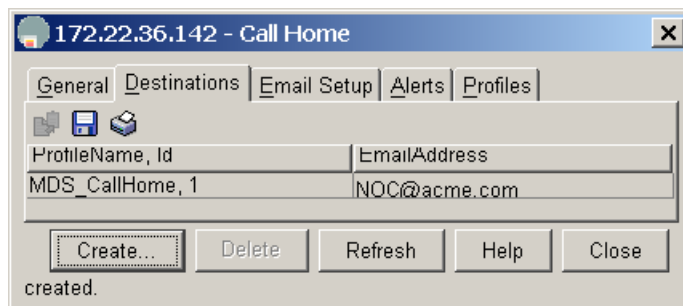 172.22.36.142 - Call Home
General Destinations Email Setup Alerts Profiles
ProfileName, Id EmailAddress
MDS_CallHome, 1 NOC@acme.com
Create... Delete Refresh Help Close
created.